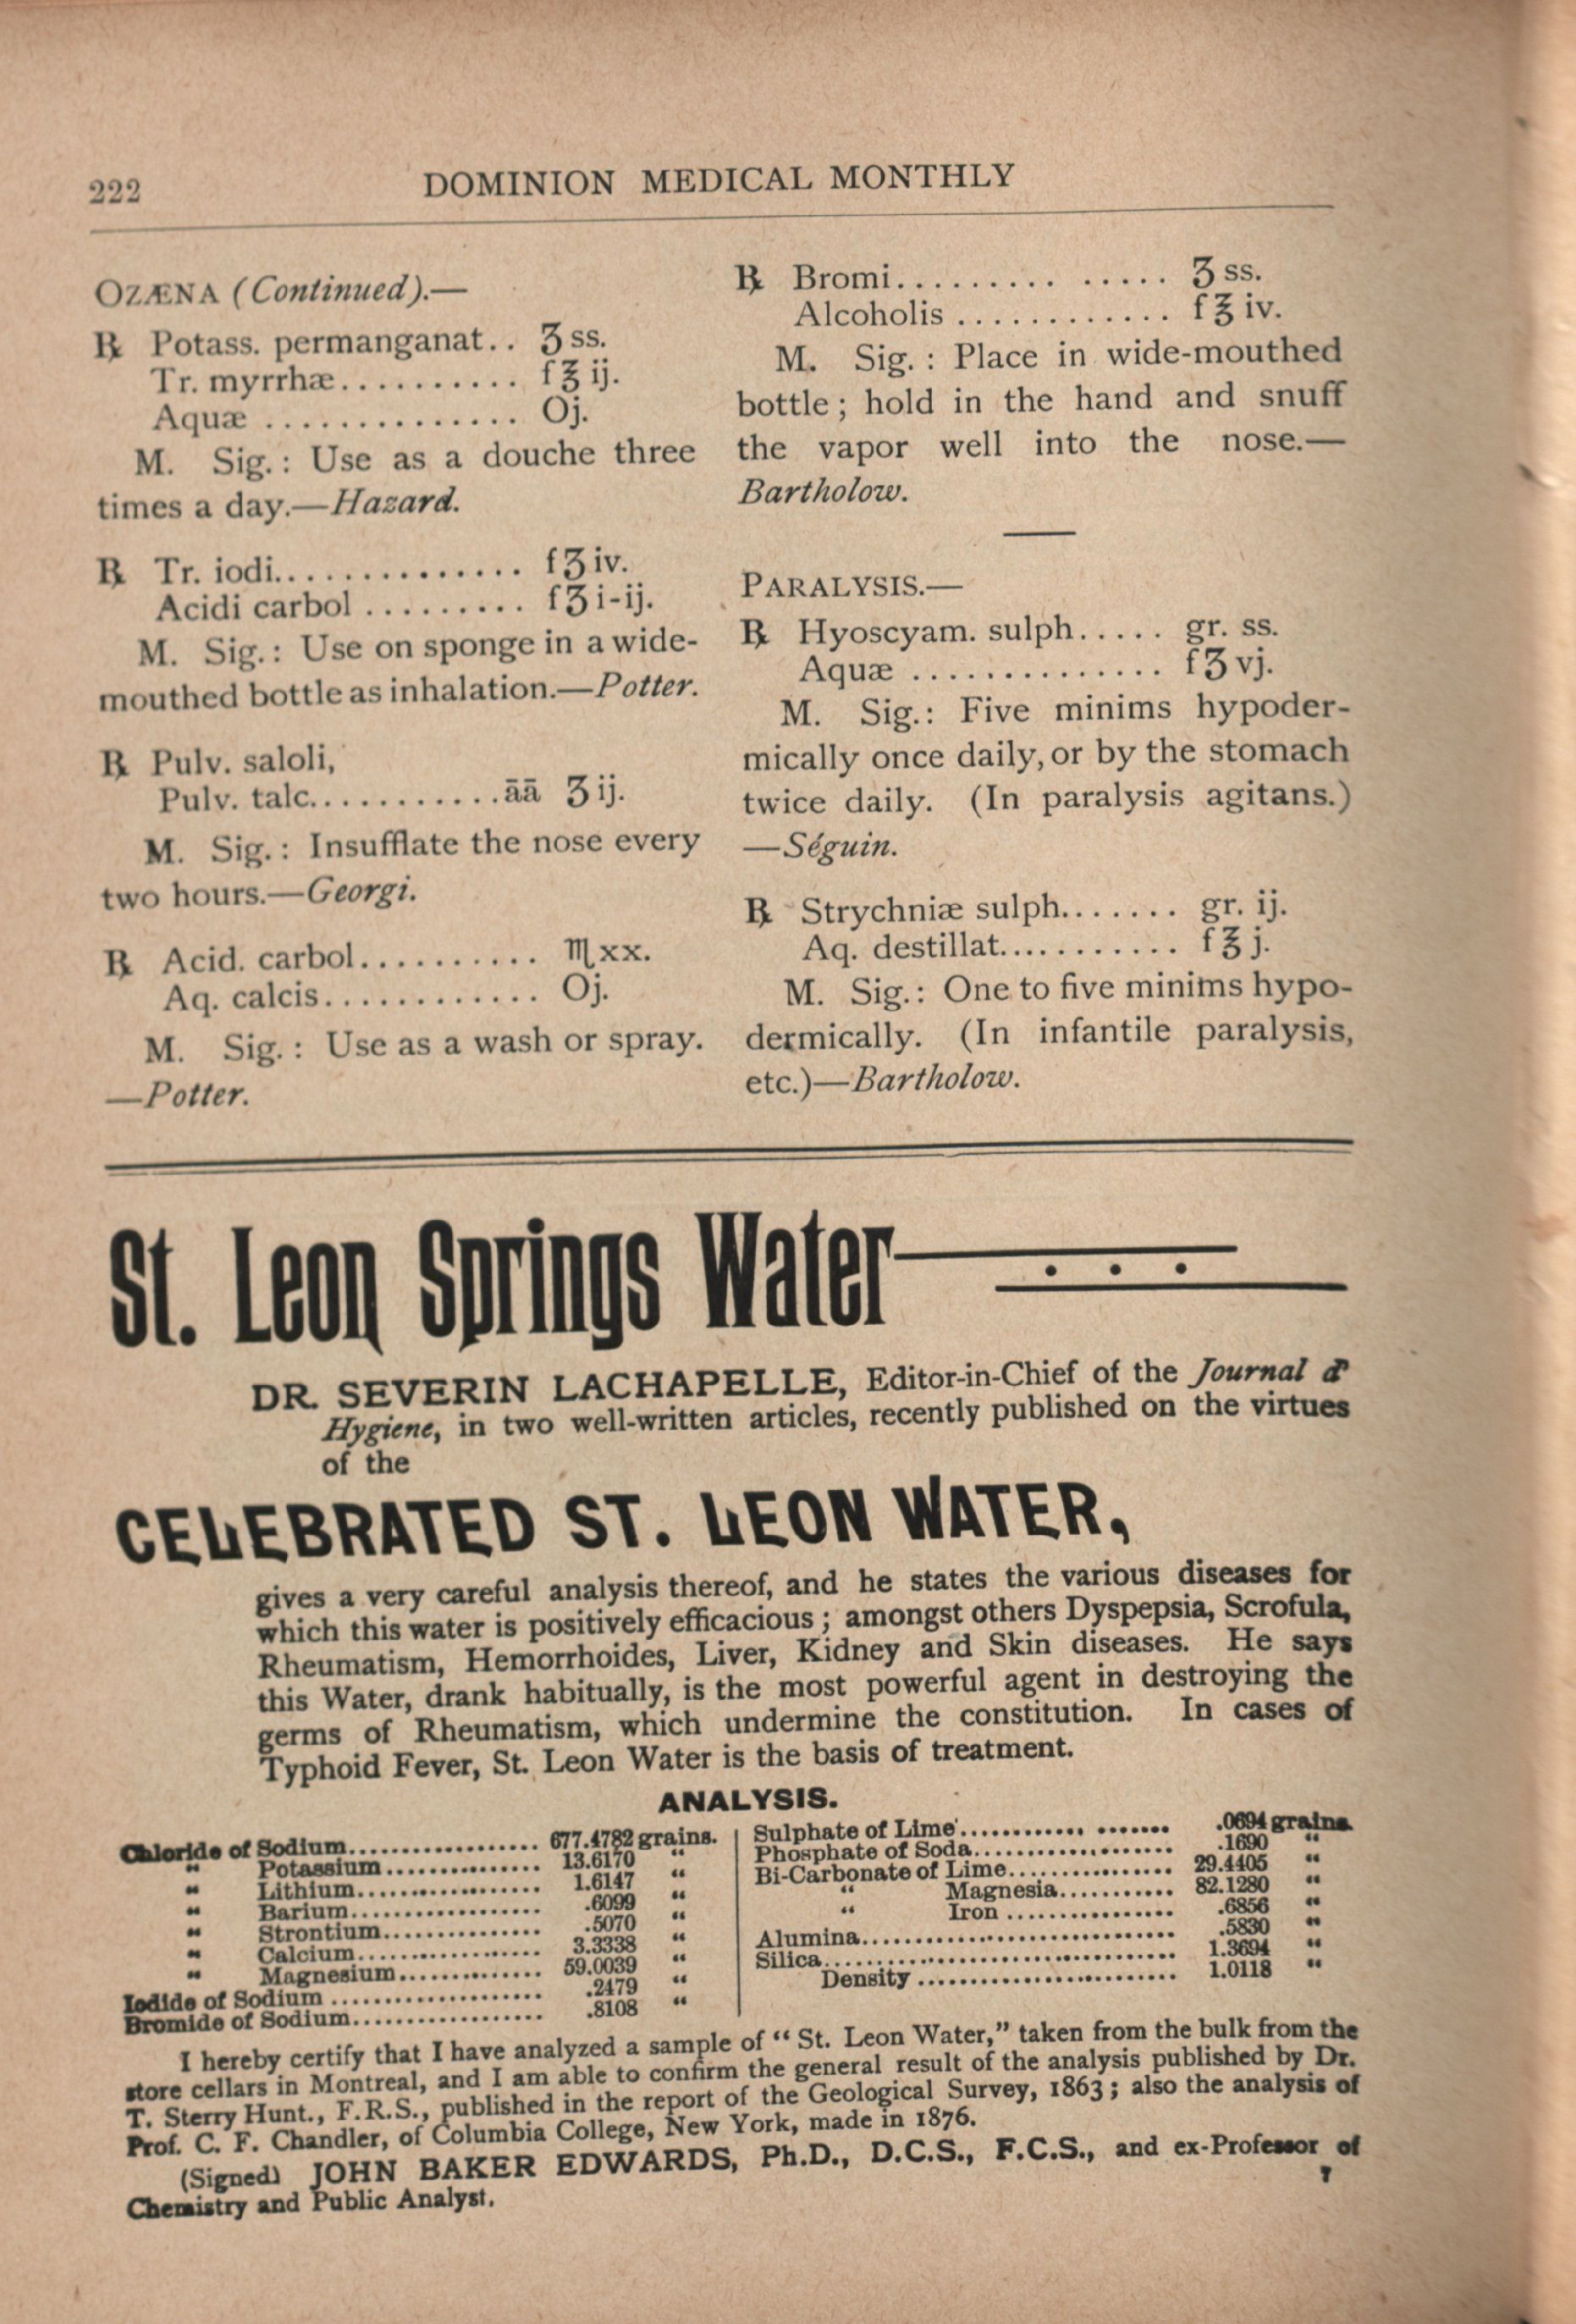 222
DOMINION MEDICAL MONTHLY
OZÆNA (Continued).—
℞ Potass. permanganat.. ʒ ss.
Tr. myrrhæ.......... f ℥ ij.
Aquæ .............. Oj.
M. Sig.: Use as a douche three
times a day.—Hazard.
℞ Tr. iodi.............. f ʒ iv.
Acidi carbol ......... f ʒ i-ij.
M. Sig.: Use on sponge in a wide-
mouthed bottle as inhalation.—Potter.
℞ Pulv. saloli,
Pulv. talc...........āā ʒ ij.
M. Sig.: Insufflate the nose every
two hours.—Georgi.
℞ Acid. carbol.......... ♏xx.
Aq. calcis............ Oj.
M. Sig.: Use as a wash or spray.
—Potter.
℞ Bromi......... ..... ʒ ss.
Alcoholis ............ f ℥ iv.
M. Sig.: Place in wide-mouthed
bottle; hold in the hand and snuff
the vapor well into the nose.—
Bartholow.
PARALYSIS.—
℞ Hyoscyam. sulph..... gr. ss.
Aquæ .............. f ʒ vj.
M. Sig.: Five minims hypoder-
mically once daily, or by the stomach
twice daily. (In paralysis agitans.)
—Séguin.
℞ Strychniæ sulph....... gr. ij.
Aq. destillat........... f ℥ j.
M. Sig.: One to five minims hypo-
dermically. (In infantile paralysis,
etc.)—Bartholow.
St. Leon Springs Water
DR. SEVERIN LACHAPELLE, Editor-in-Chief of the Journal d'
Hygiene, in two well-written articles, recently published on the virtues
of the
CELEBRATED ST. LEON WATER,
gives a very careful analysis thereof, and he states the various diseases for
which this water is positively efficacious; amongst others Dyspepsia, Scrofula,
Rheumatism, Hemorrhoides, Liver, Kidney and Skin diseases. He says
this Water, drank habitually, is the most powerful agent in destroying the
germs of Rheumatism, which undermine the constitution. In cases of
Typhoid Fever, St. Leon Water is the basis of treatment.
ANALYSIS.
Chloride of Sodium.................. 677.4782 grains.
" Potassium............... 13.6170 "
" Lithium.................. 1.6147 "
" Barium.................. .6099 "
" Strontium............... .5070 "
" Calcium.................. 3.3338 "
" Magnesium.............. 59.0039 "
Iodide of Sodium .................... .2479 "
Bromide of Sodium.................. .8108 "
Sulphate of Lime............. ....... .0694 grains.
Phosphate of Soda................... .1690 "
Bi-Carbonate of Lime................ 29.4405 "
" Magnesia........... 82.1280 "
" Iron ................ .6856 "
Alumina.............................. .5830 "
Silica................................. 1.3694 "
Density ......................... 1.0118 "
I hereby certify that I have analyzed a sample of "St. Leon Water," taken from the bulk from the
store cellars in Montreal, and I am able to confirm the general result of the analysis published by Dr.
T. Sterry Hunt., F.R.S., published in the report of the Geological Survey, 1863; also the analysis of
Prof. C. F. Chandler, of Columbia College, New York, made in 1876.
(Signed) JOHN BAKER EDWARDS, Ph.D., D.C.S., F.C.S., and ex-Professor of
Chemistry and Public Analyst.
7